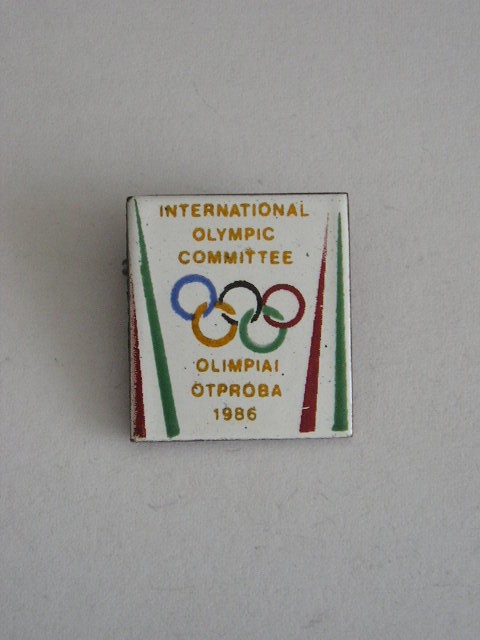 INTERNATIONAL
OLYMPIC
COMMITTEE
OLIMPIAI
ÖTPRÓBA
1986